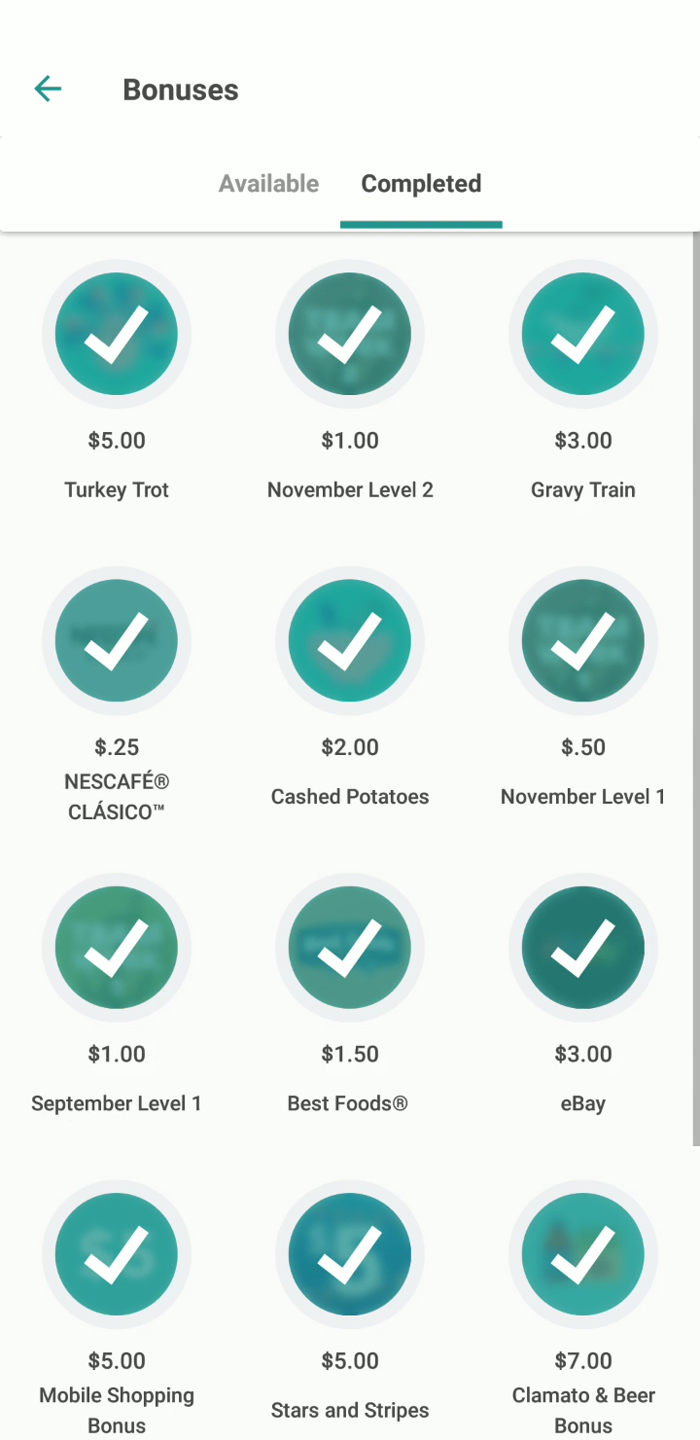 Bonuses
Available Completed
$5.00 $1.00 $3.00
Turkey Trot November Level 2 Gravy Train
$.25 $2.00 $.50
NESCAFÉ®
CLÁSICO™
Cashed Potatoes November Level 1
$1.00 $1.50 $3.00
September Level 1 Best Foods® eBay
$5.00 $5.00 $7.00
Mobile Shopping
Bonus
Stars and Stripes
Clamato & Beer
Bonus